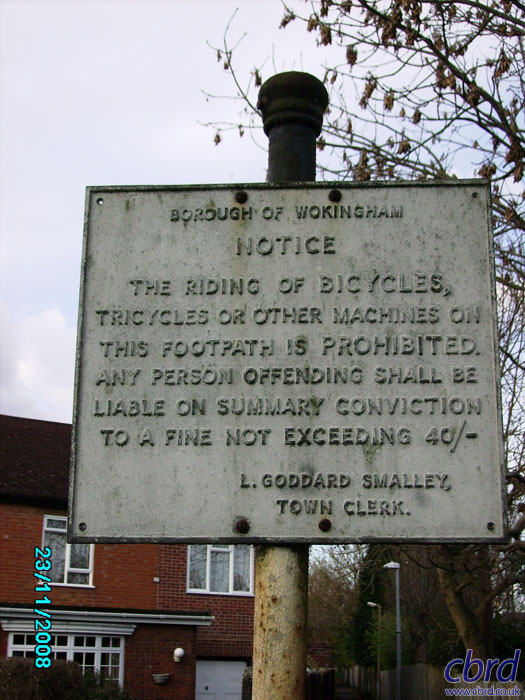 BOROUGH OF WOKINGHAM
NOTICE
THE RIDING OF BICYCLES,
TRICYCLES OR OTHER MACHINES ON
THIS FOOTPATH IS PROHIBITED.
ANY PERSON OFFENDING SHALL BE
LIABLE ON SUMMARY CONVICTION
TO A FINE NOT EXCEEDING 40/-
L. GODDARD SMALLEY,
TOWN CLERK.
23/11/2008
cbrd
www.cbrd.co.uk